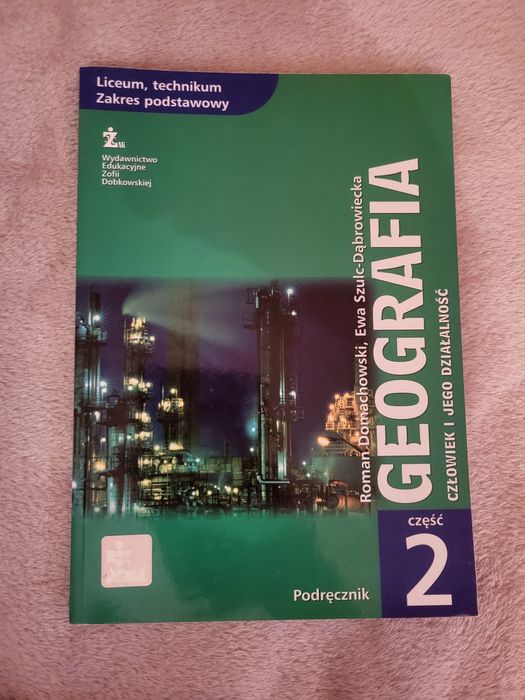 Liceum, technikum
Zakres podstawowy
Wydawnictwo
Edukacyjne
Zofii
Dobkowskiej
Roman Domachowski, Ewa Szulc-Dąbrowiecka
GEOGRAFIA
CZŁOWIEK I JEGO DZIAŁALNOŚĆ
część
2
Podręcznik